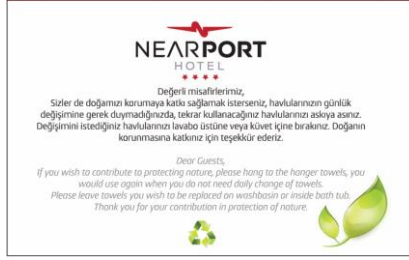 NEARPORT
HOTEL
Değerli misafirlerimiz,
Sizler de doğamızı korumaya katkı sağlamak isterseniz, havlularınızın günlük
değişimine gerek duymadığınızda, tekrar kullanacağınız havlularınızı askıya asınız.
Değişimini istediğiniz havlularınızı lavabo üstüne veya küvet içine bırakınız. Doğanın
korunmasına katkınız için teşekkür ederiz.
Dear Guests,
If you wish to contribute to protecting nature, please hang to the hanger towels, you
would use again when you do not need daily change of towels.
Please leave towels you wish to be replaced on washbasin or inside bath tub.
Thank you for your contribution in protection of nature.